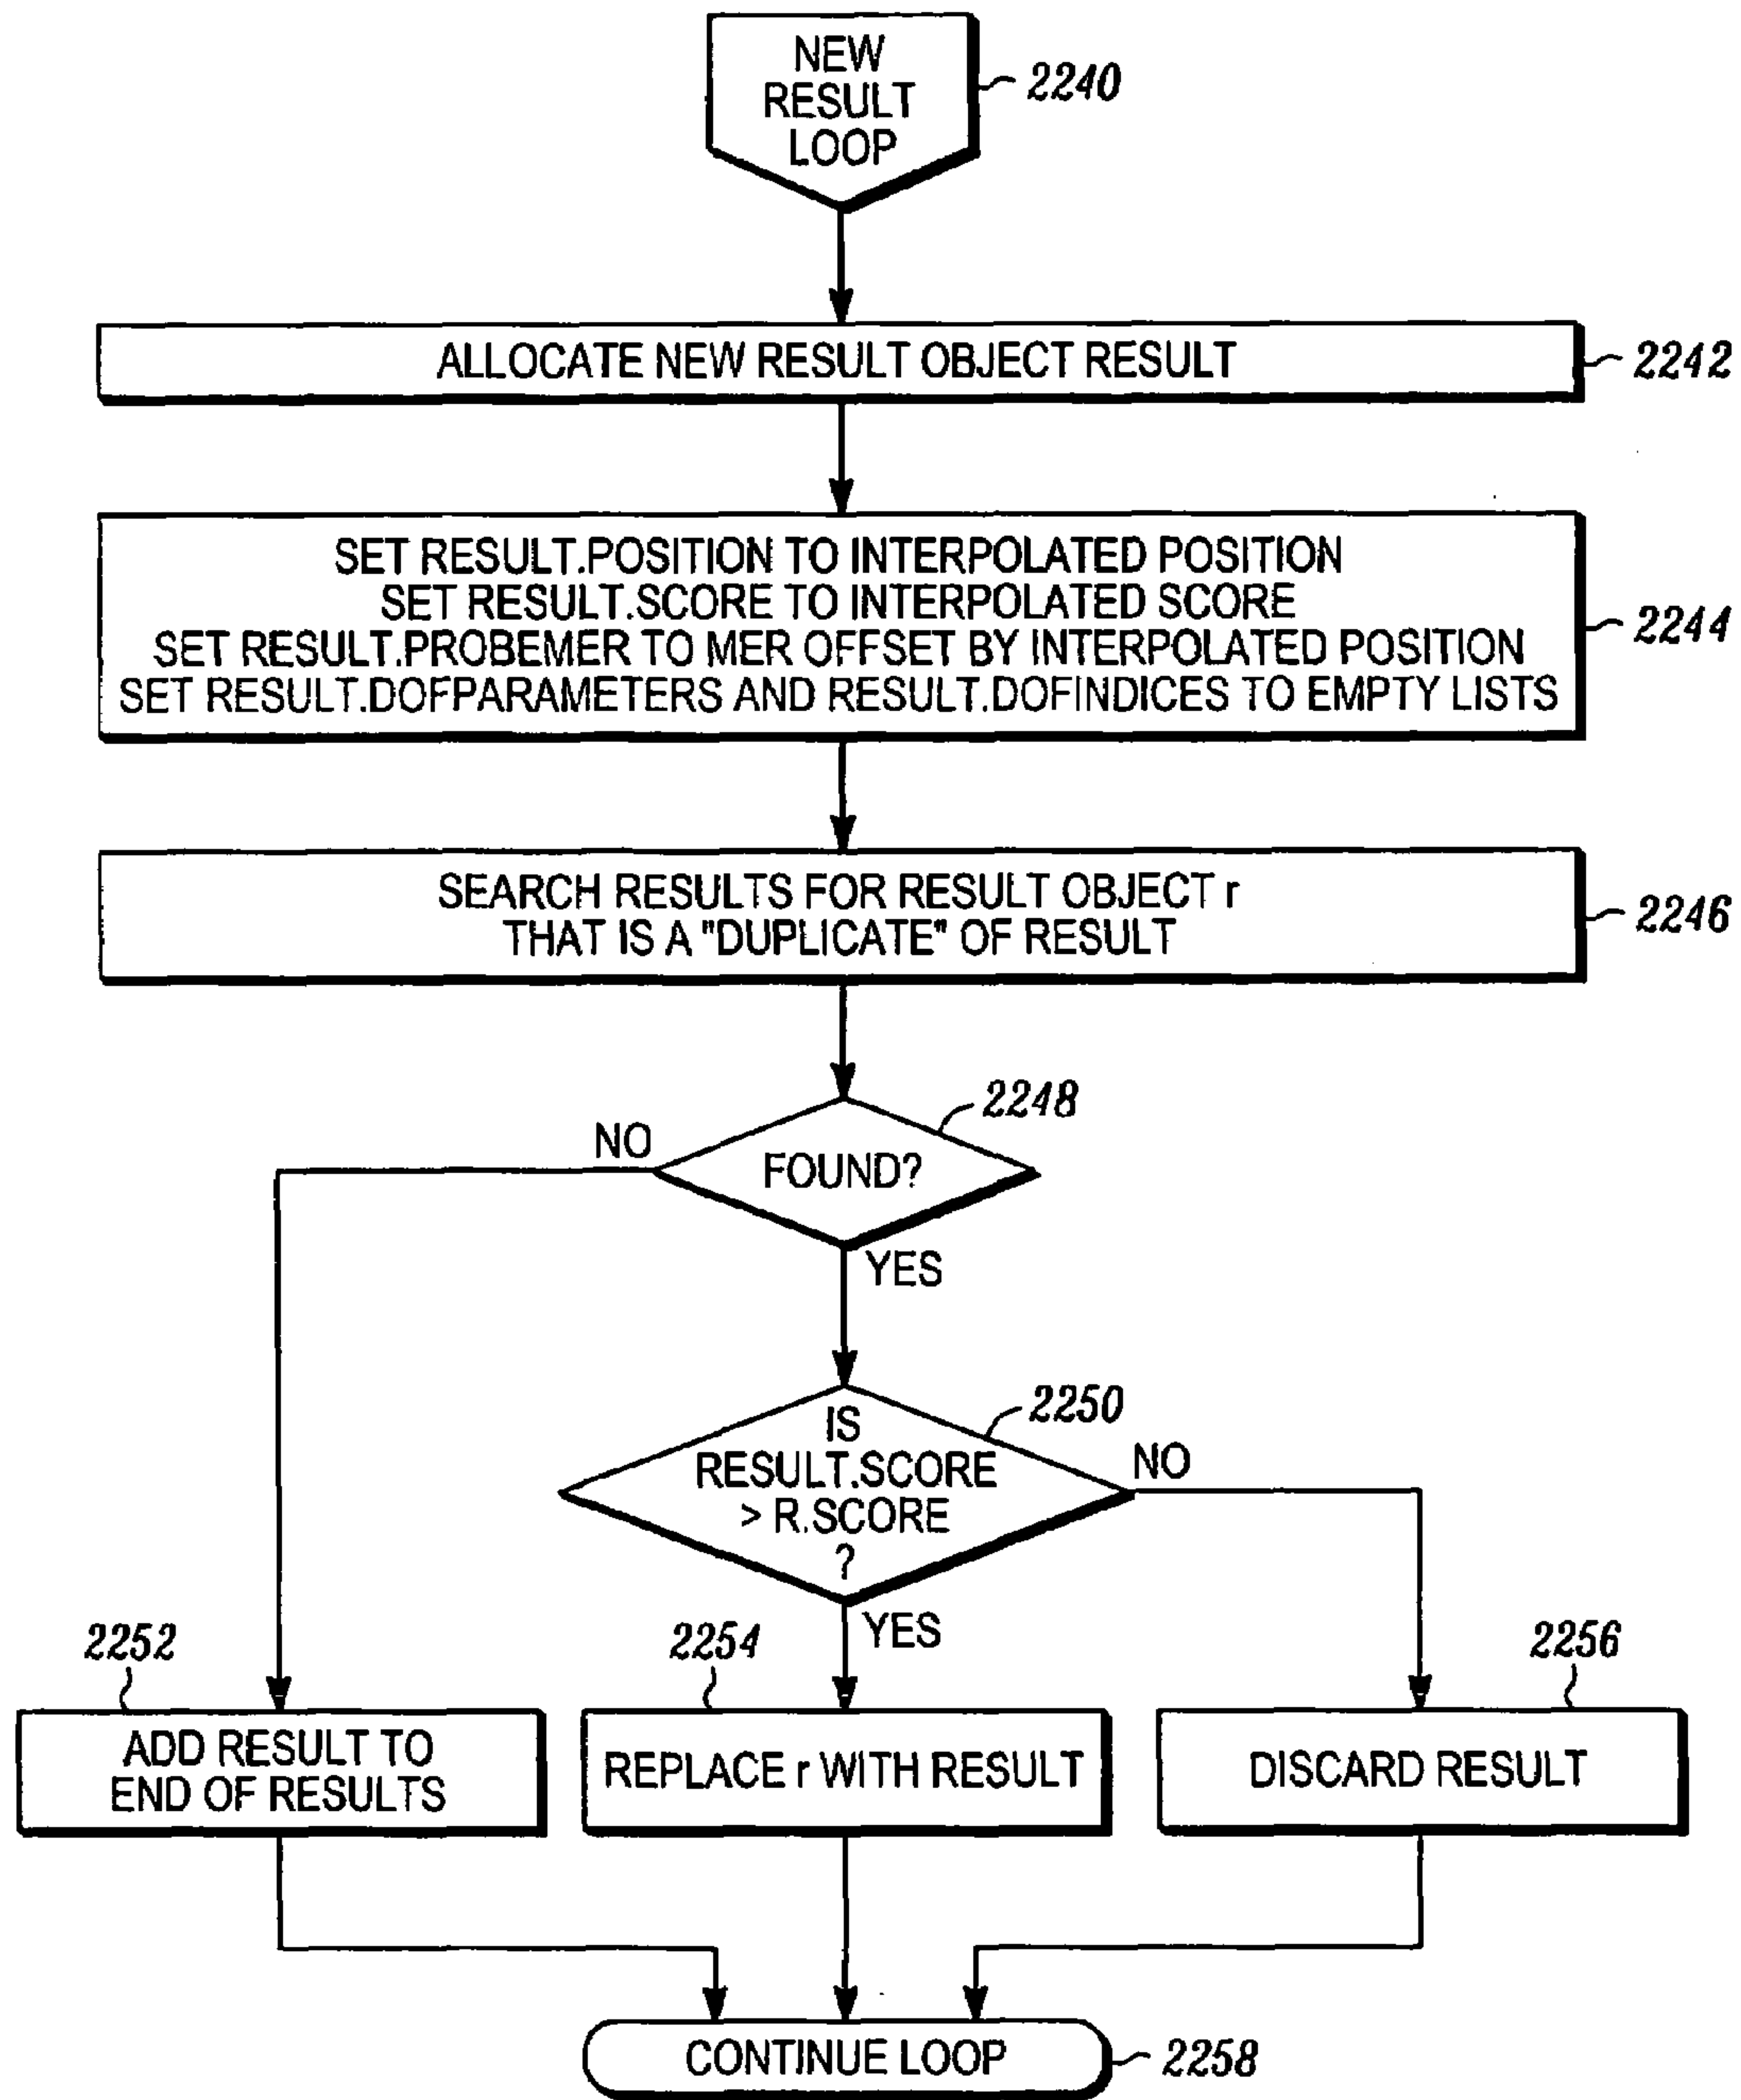 NEW
RESULT
LOOP
2240
ALLOCATE NEW RESULT OBJECT RESULT
2242
SET RESULT.POSITION TO INTERPOLATED POSITION
SET RESULT.SCORE TO INTERPOLATED SCORE
SET RESULT.PROBEMER TO MER OFFSET BY INTERPOLATED POSITION
SET RESULT.DOFPARAMETERS AND RESULT.DOFINDICES TO EMPTY LISTS
2244
SEARCH RESULTS FOR RESULT OBJECT r
THAT IS A "DUPLICATE" OF RESULT
2246
2248
NO
FOUND?
YES
2250
IS
RESULT.SCORE
> R.SCORE
?
NO
YES
2252
ADD RESULT TO
END OF RESULTS
2254
REPLACE r WITH RESULT
2256
DISCARD RESULT
CONTINUE LOOP
2258